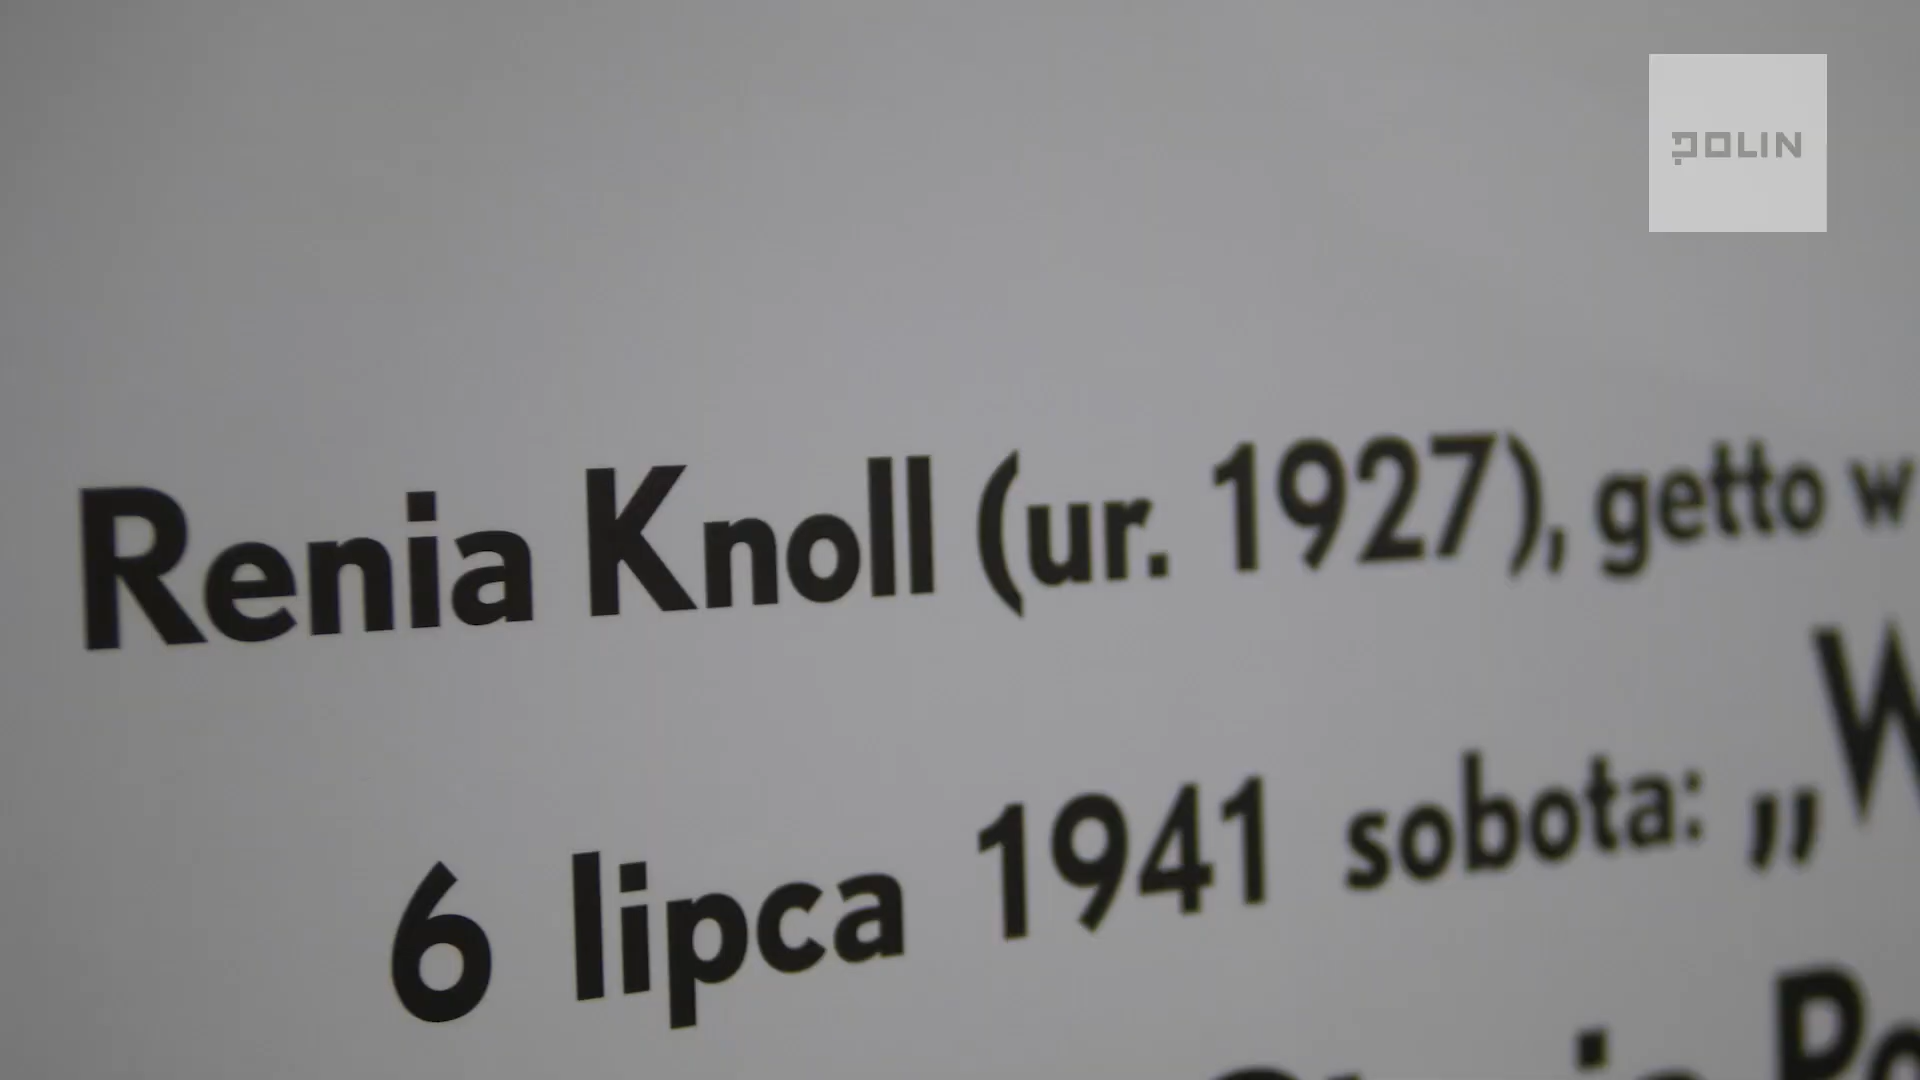 POLIN
Renia Knoll (ur. 1927), getto w
6 lipca 1941 sobota: „W